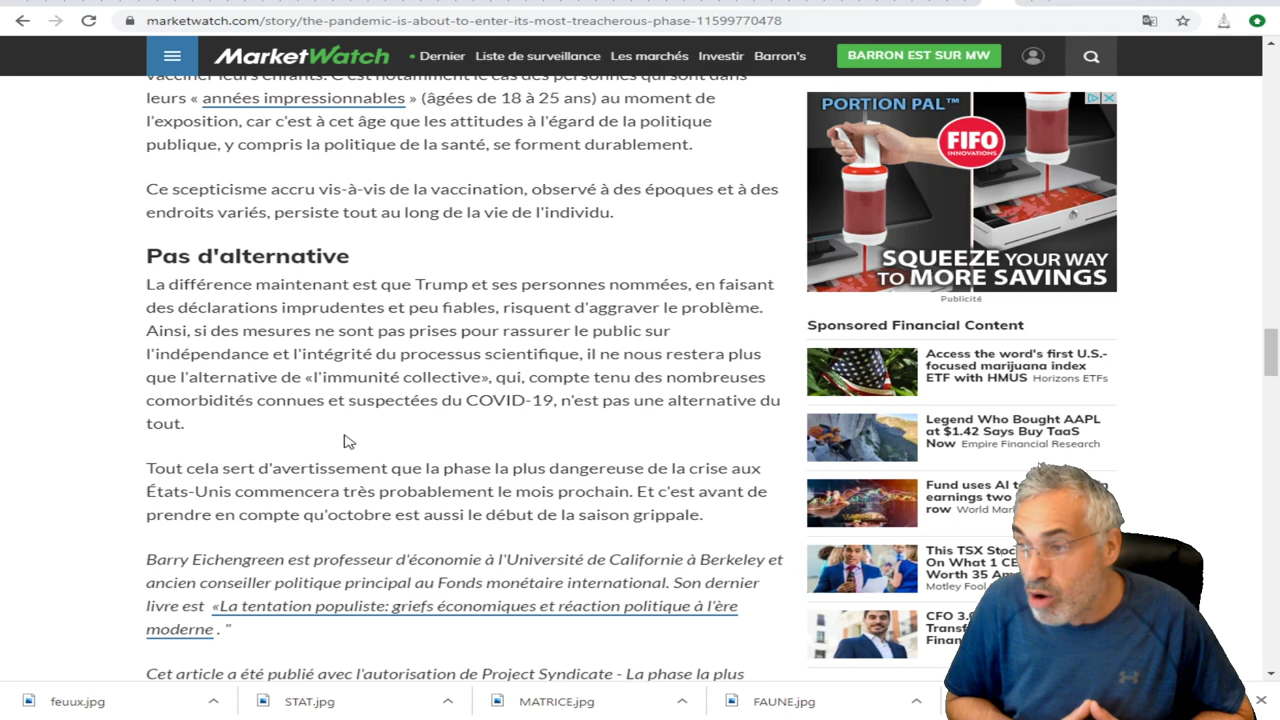 marketwatch.com/story/the-pandemic-is-about-to-enter-its-most-treacherous-phase-11599770478
MarketWatch
• Dernier Liste de surveillance Les marchés Investir Barron's
BARRON EST SUR MW
vacciner leurs enfants. C'est notamment le cas des personnes qui sont dans
leurs « années impressionnables » (âgées de 18 à 25 ans) au moment de
l'exposition, car c'est à cet âge que les attitudes à l'égard de la politique
publique, y compris la politique de la santé, se forment durablement.
Ce scepticisme accru vis-à-vis de la vaccination, observé à des époques et à des
endroits variés, persiste tout au long de la vie de l'individu.
Pas d'alternative
La différence maintenant est que Trump et ses personnes nommées, en faisant
des déclarations imprudentes et peu fiables, risquent d'aggraver le problème.
Ainsi, si des mesures ne sont pas prises pour rassurer le public sur
l'indépendance et l'intégrité du processus scientifique, il ne nous restera plus
que l'alternative de «l'immunité collective», qui, compte tenu des nombreuses
comorbidités connues et suspectées du COVID-19, n'est pas une alternative du
tout.
Tout cela sert d'avertissement que la phase la plus dangereuse de la crise aux
États-Unis commencera très probablement le mois prochain. Et c'est avant de
prendre en compte qu'octobre est aussi le début de la saison grippale.
Barry Eichengreen est professeur d'économie à l'Université de Californie à Berkeley et
ancien conseiller politique principal au Fonds monétaire international. Son dernier
livre est «La tentation populiste: griefs économiques et réaction politique à l'ère
moderne . "
Cet article a été publié avec l'autorisation de Project Syndicate - La phase la plus
PORTION PAL™
FIFO
INNOVATIONS
SQUEEZE YOUR WAY
TO MORE SAVINGS
Publicité
Sponsored Financial Content
Access the word's first U.S.-
focused marijuana index
ETF with HMUS Horizons ETFs
Legend Who Bought AAPL
at $1.42 Says Buy TaaS
Now Empire Financial Research
Fund uses AI t
earnings two
row World Mar
This TSX Stoc
On What 1 CE
Worth 35 Am
Motley Fool
CFO 3.0
Transf
Finan
feuux.jpg
STAT.jpg
MATRICE.jpg
FAUNE.jpg